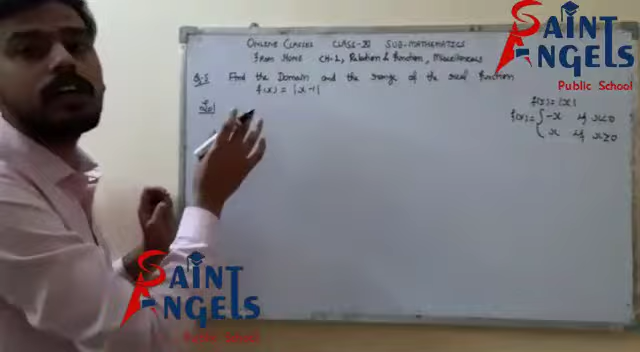 ONLINE CLASSES CLASS-XI SUB-MATHEMATICS
FROM HOME CH-2, Relation & Function, Miscellaneous
Q-5 Find the Domain and the range of the real function
f(x) = |x-1|
Sol
f(x) = |x|
f(x) = { -x if x<0
x if x≥0
SAINT
ANGELS
SAINT
ANGELS
Public School